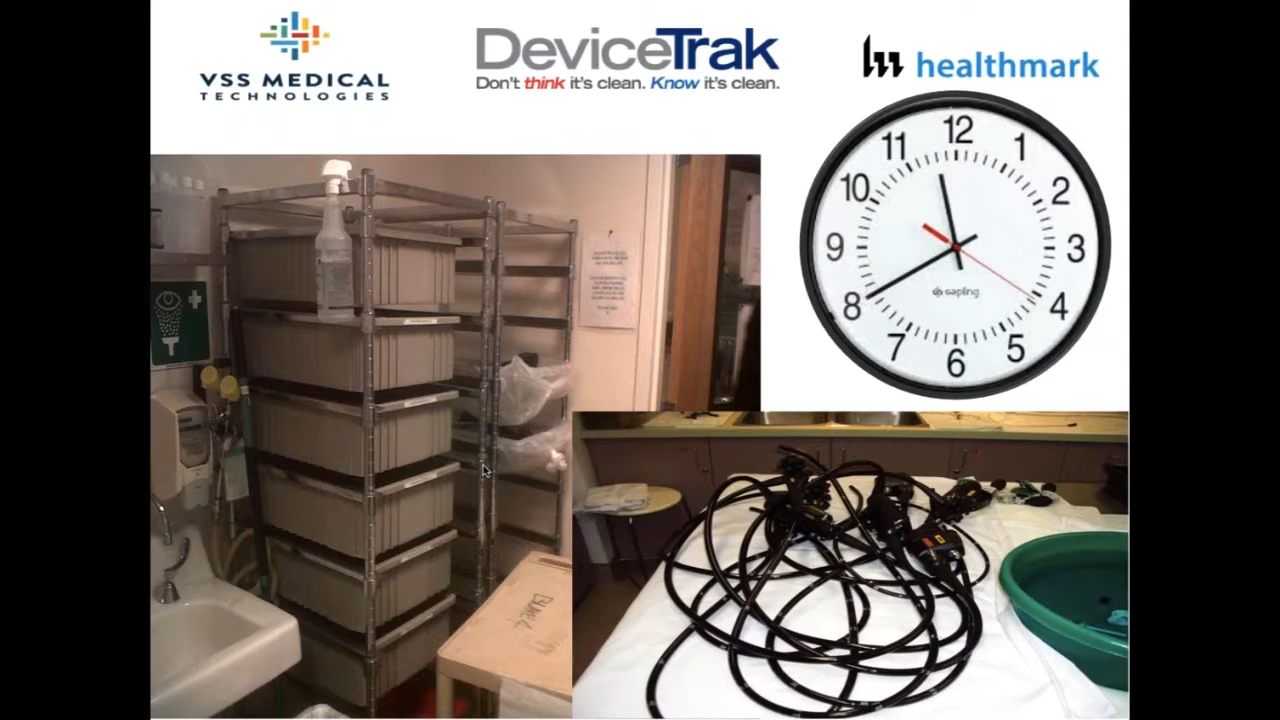 VSS MEDICAL
TECHNOLOGIES
DeviceTrak
Don't think it's clean. Know it's clean.
healthmark
12
11
1
10
2
9
3
8
4
7
5
6
sapling